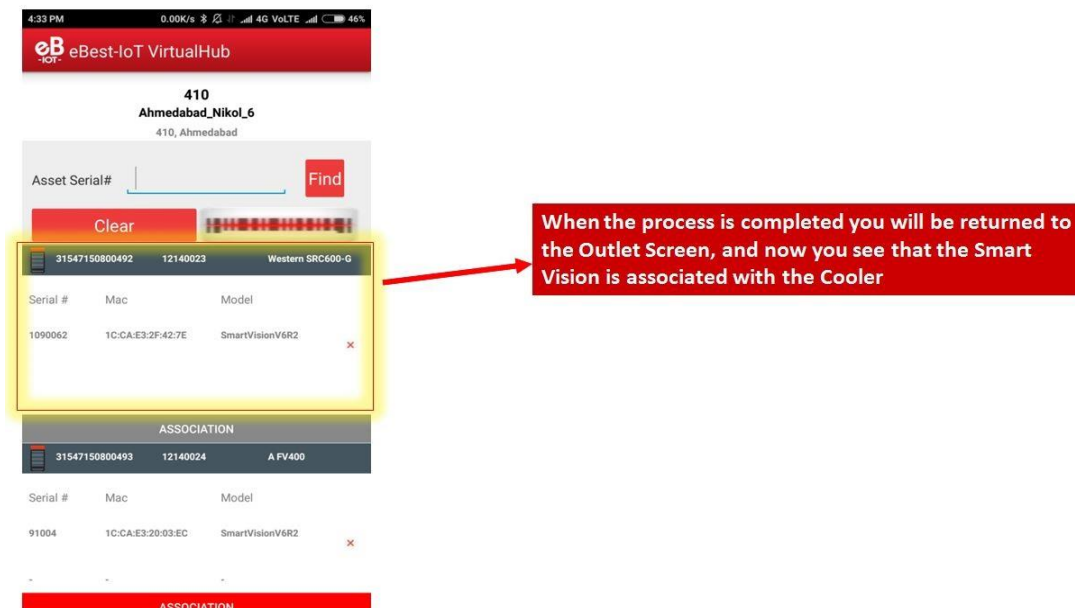 4:33 PM 0.00K/s 4G VoLTE 46%
eB
-IOT-
eBest-IoT VirtualHub
410
Ahmedabad_Nikol_6
410, Ahmedabad
Asset Serial# Find
Clear
31547150800492 12140023 Western SRC600-G
Serial # Mac Model
1090062 1C:CA:E3:2F:42:7E SmartVisionV6R2
×
ASSOCIATION
31547150800493 12140024 A FV400
Serial # Mac Model
91004 1C:CA:E3:20:03:EC SmartVisionV6R2
×
- - -
ASSOCIATION
When the process is completed you will be returned to
the Outlet Screen, and now you see that the Smart
Vision is associated with the Cooler